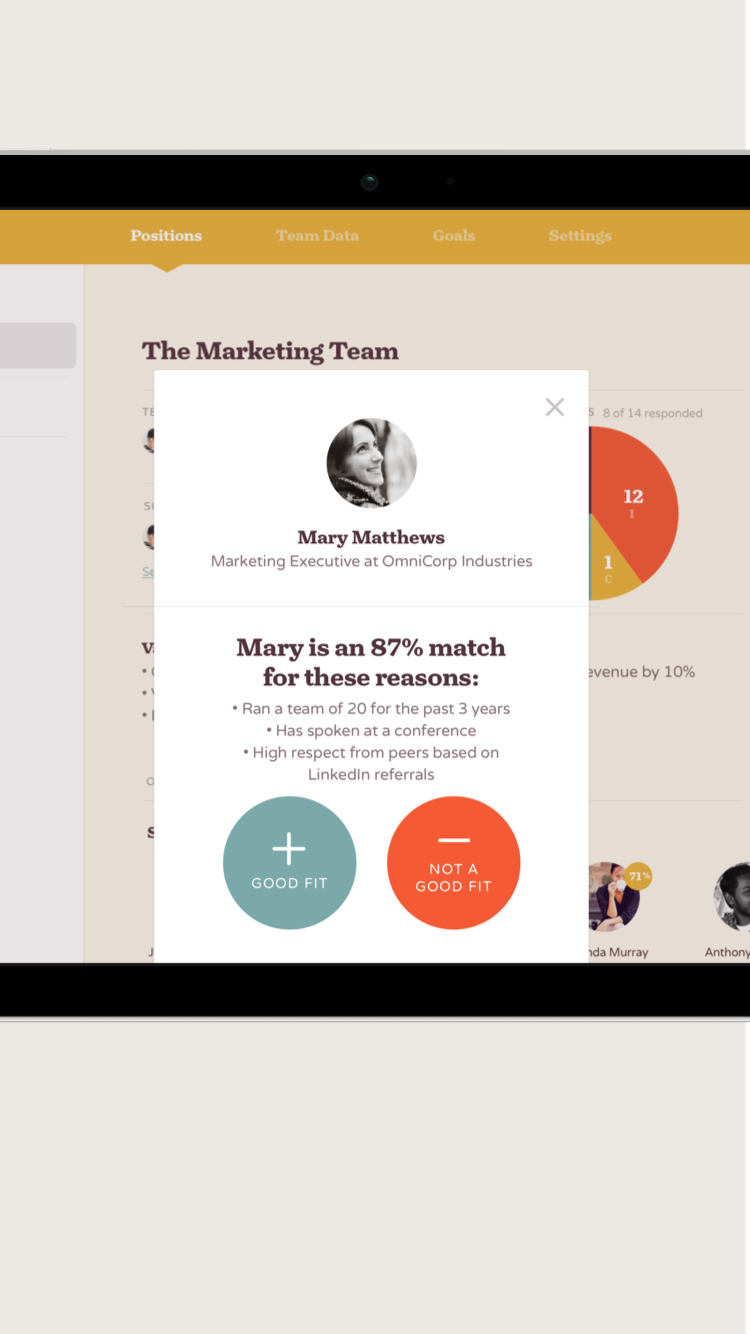 Positions Team Data Goals Settings
The Marketing Team
8 of 14 responded
12
I
1
C
Mary Matthews
Marketing Executive at OmniCorp Industries
Mary is an 87% match
for these reasons:
• Ran a team of 20 for the past 3 years
• Has spoken at a conference
• High respect from peers based on
LinkedIn referrals
by 10%
GOOD FIT
NOT A
GOOD FIT
71%
Murray
Anthony